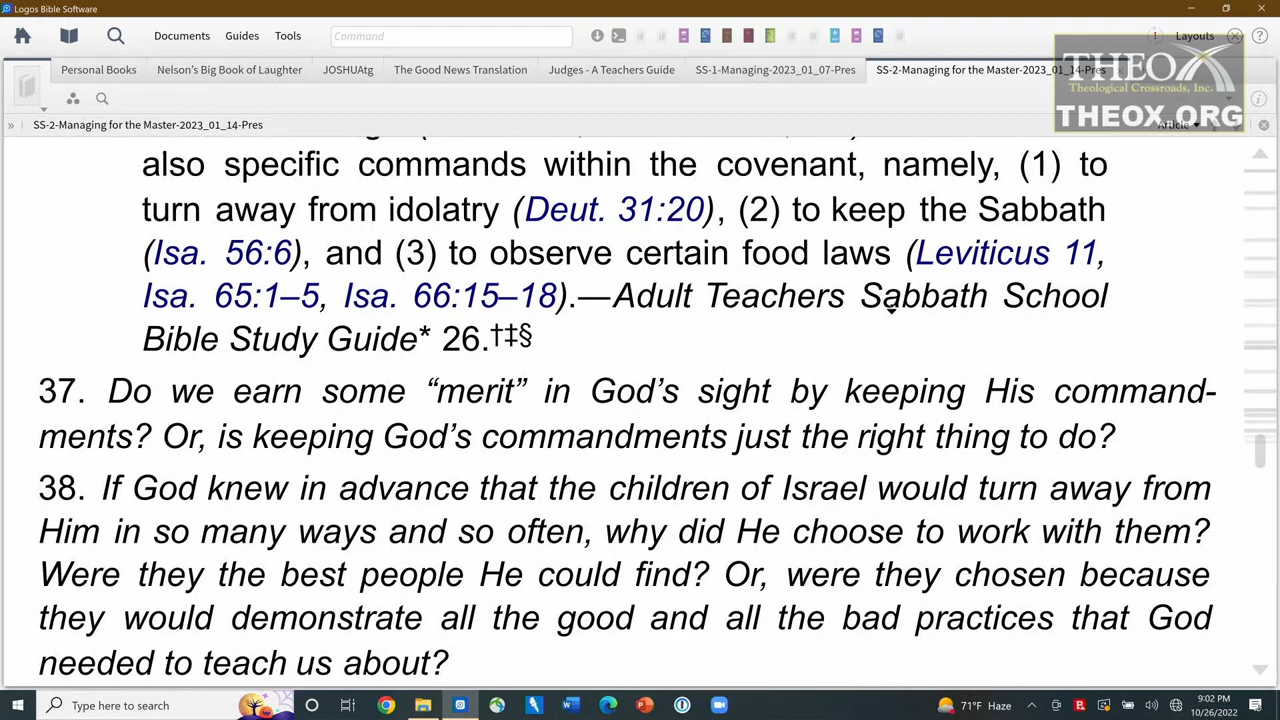 Logos Bible Software
Documents Guides Tools Command Layouts
Personal Books Nelson's Big Book of Laughter JOSHUAtg Good News Translation Judges - A Teachers Guide SS-1-Managing-2023_01_07-Pres SS-2-Managing for the Master-2023_01_14-Pres
THEOX
Theological Crossroads, Inc.
THEOX.ORG
SS-2-Managing for the Master-2023_01_14-Pres Article
also specific commands within the covenant, namely, (1) to
turn away from idolatry (Deut. 31:20), (2) to keep the Sabbath
(Isa. 56:6), and (3) to observe certain food laws (Leviticus 11,
Isa. 65:1–5, Isa. 66:15–18).—Adult Teachers Sabbath School
Bible Study Guide* 26.†‡§
37. Do we earn some “merit” in God’s sight by keeping His command-
ments? Or, is keeping God’s commandments just the right thing to do?
38. If God knew in advance that the children of Israel would turn away from
Him in so many ways and so often, why did He choose to work with them?
Were they the best people He could find? Or, were they chosen because
they would demonstrate all the good and all the bad practices that God
needed to teach us about?
Type here to search 71°F Haze 9:02 PM
10/26/2022